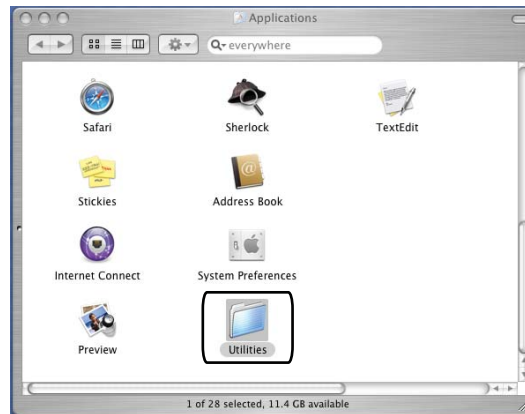 Applications
everywhere
Safari
Sherlock
TextEdit
Stickies
Address Book
Internet Connect
System Preferences
Preview
Utilities
1 of 28 selected, 11.4 GB available